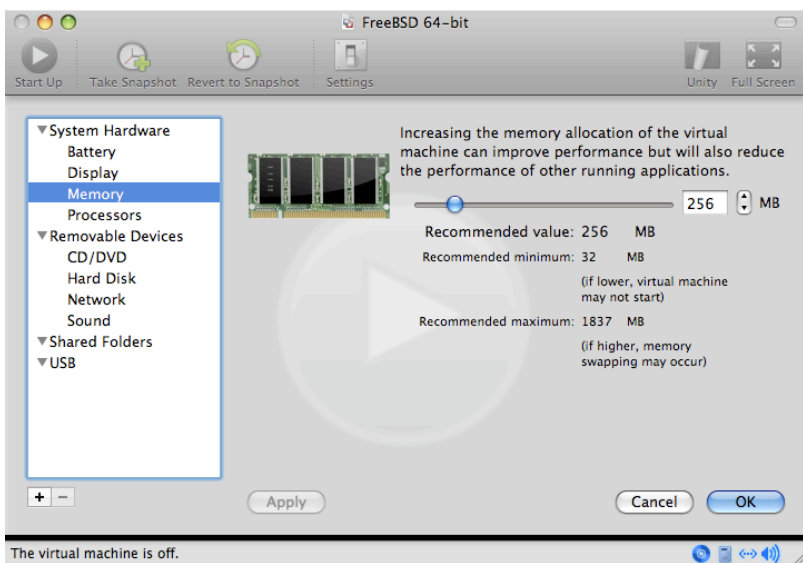 FreeBSD 64-bit
Start Up Take Snapshot Revert to Snapshot Settings Unity Full Screen
System Hardware
Battery
Display
Memory
Processors
Removable Devices
CD/DVD
Hard Disk
Network
Sound
Shared Folders
USB
Increasing the memory allocation of the virtual
machine can improve performance but will also reduce
the performance of other running applications.
256 MB
Recommended value: 256 MB
Recommended minimum: 32 MB
(if lower, virtual machine
may not start)
Recommended maximum: 1837 MB
(if higher, memory
swapping may occur)
+ −
Apply Cancel OK
The virtual machine is off.